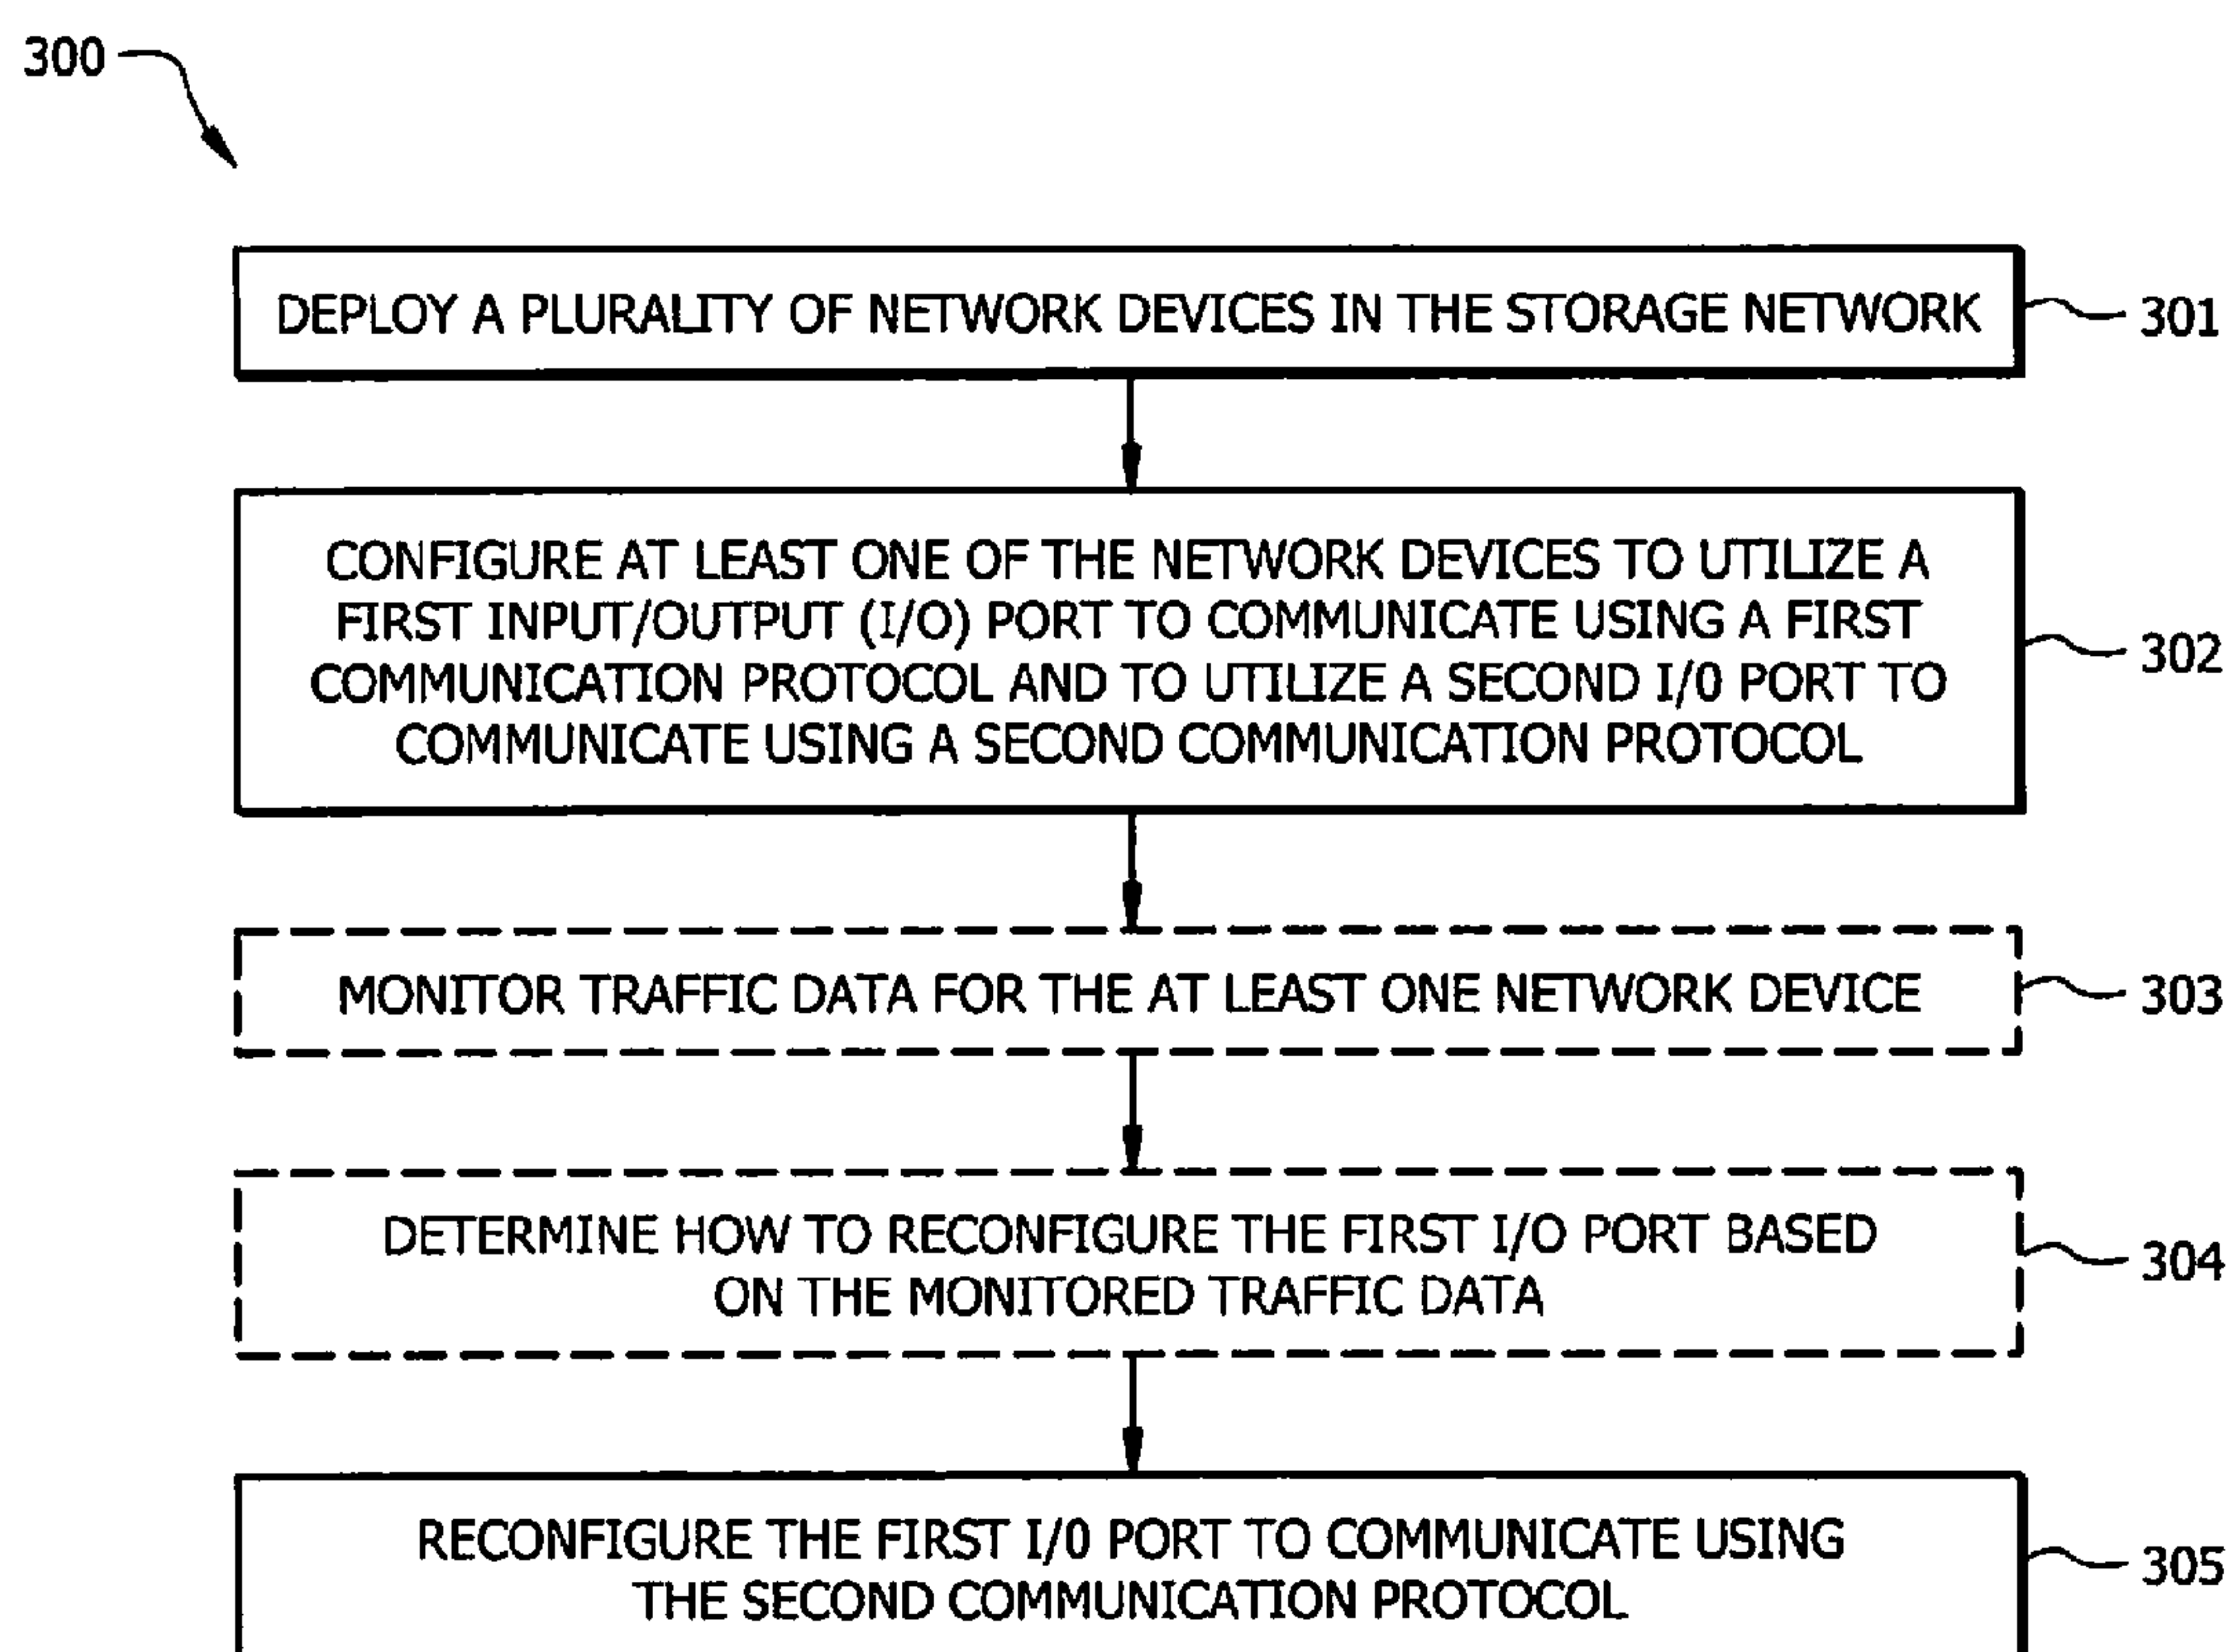 300
DEPLOY A PLURALITY OF NETWORK DEVICES IN THE STORAGE NETWORK
301
CONFIGURE AT LEAST ONE OF THE NETWORK DEVICES TO UTILIZE A
FIRST INPUT/OUTPUT (I/O) PORT TO COMMUNICATE USING A FIRST
COMMUNICATION PROTOCOL AND TO UTILIZE A SECOND I/0 PORT TO
COMMUNICATE USING A SECOND COMMUNICATION PROTOCOL
302
MONITOR TRAFFIC DATA FOR THE AT LEAST ONE NETWORK DEVICE
303
DETERMINE HOW TO RECONFIGURE THE FIRST I/O PORT BASED
ON THE MONITORED TRAFFIC DATA
304
RECONFIGURE THE FIRST I/0 PORT TO COMMUNICATE USING
THE SECOND COMMUNICATION PROTOCOL
305